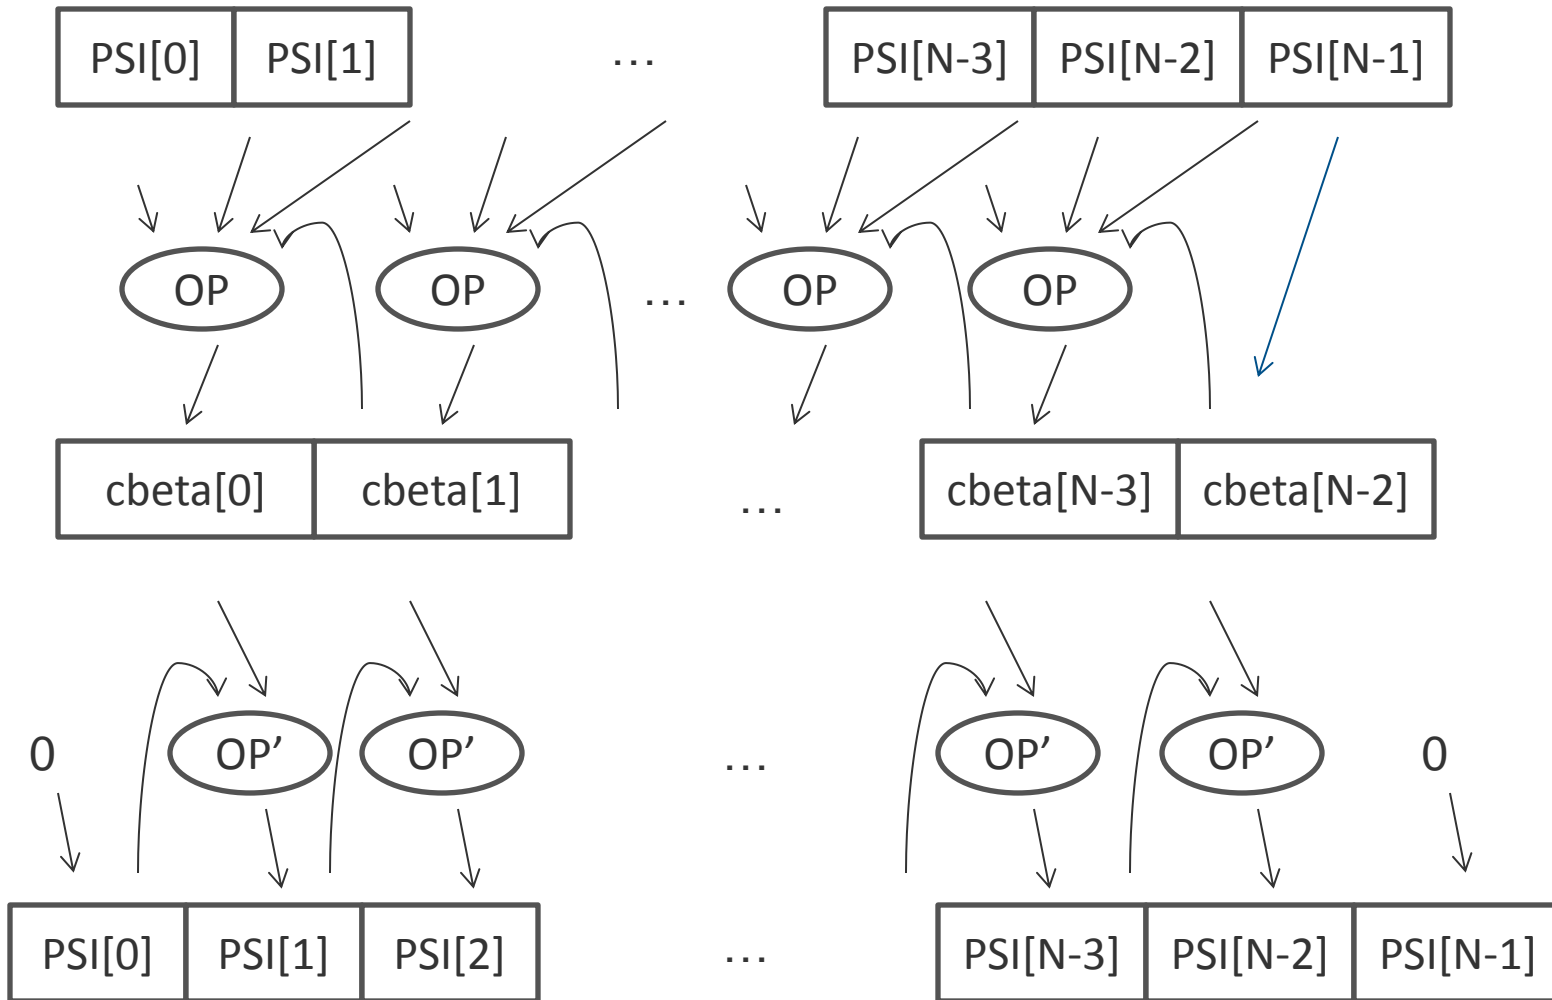 PSI[0] PSI[1] ... PSI[N-3] PSI[N-2] PSI[N-1]
OP OP ... OP OP
cbeta[0] cbeta[1] ... cbeta[N-3] cbeta[N-2]
0 OP’ OP’ ... OP’ OP’ 0
PSI[0] PSI[1] PSI[2] ... PSI[N-3] PSI[N-2] PSI[N-1]